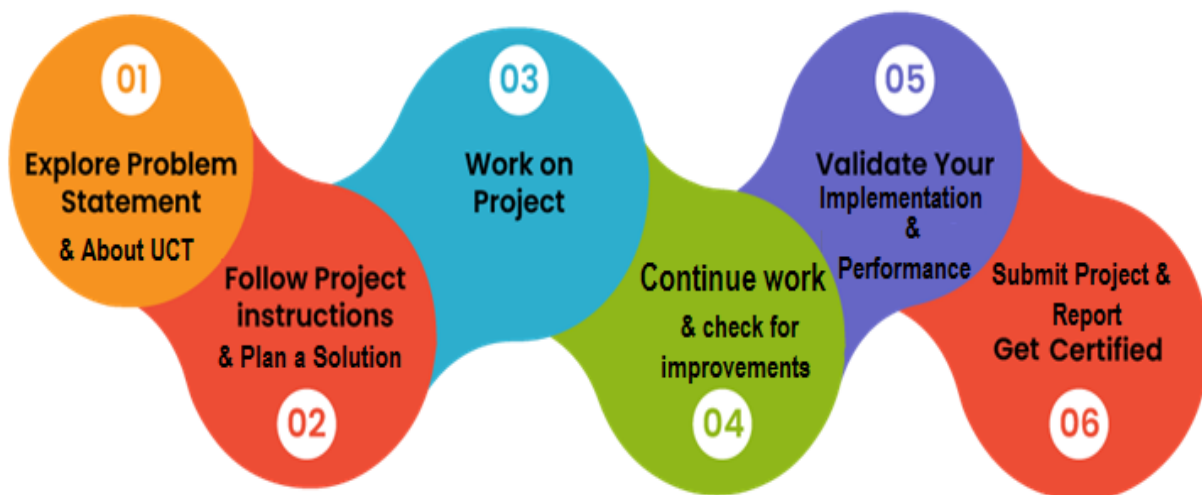 01
Explore Problem
Statement
& About UCT
Follow Project
instructions
& Plan a Solution
02
03
Work on
Project
Continue work
& check for
improvements
04
05
Validate Your
Implementation
&
Performance
Submit Project &
Report
Get Certified
06